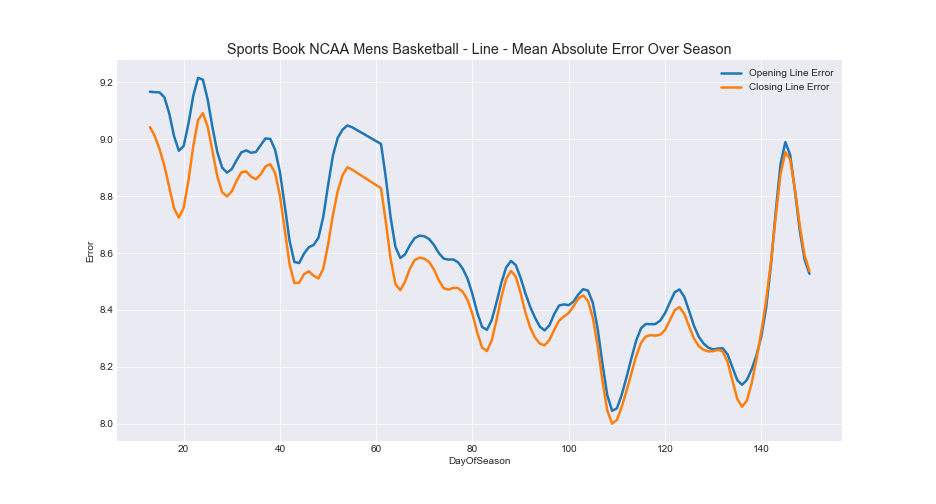 Sports Book NCAA Mens Basketball - Line - Mean Absolute Error Over Season
Opening Line Error
Closing Line Error
Error
9.2
9.0
8.8
8.6
8.4
8.2
8.0
20 40 60 80 100 120 140
DayOfSeason